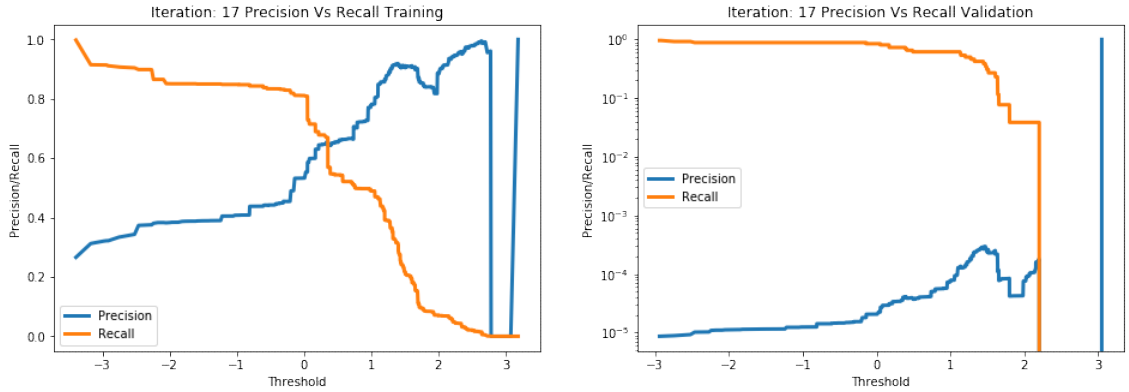 Iteration: 17 Precision Vs Recall Training
1.0
0.8
0.6
0.4
0.2
0.0
Precision/Recall
Precision
Recall
−3
−2
−1
0
1
2
3
Threshold
Iteration: 17 Precision Vs Recall Validation
10⁰
10⁻¹
10⁻²
10⁻³
10⁻⁴
10⁻⁵
Precision/Recall
Precision
Recall
−3
−2
−1
0
1
2
3
Threshold